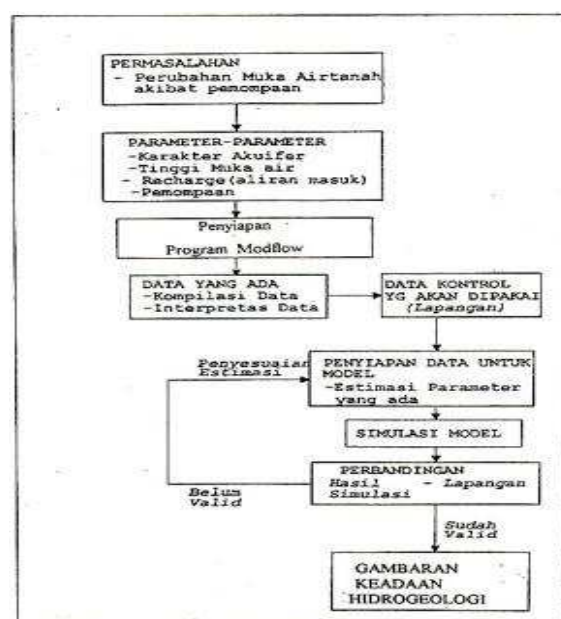 PERMASALAHAN
- Perubahan Muka Airtanah
akibat pemompaan
PARAMETER-PARAMETER
-Karakter Akuifer
-Tinggi Muka air
- Recharge(aliran masuk)
-Pemompaan
Penyiapan
Program Modflow
DATA YANG ADA
-Kompilasi Data
-Interpretas Data
DATA KONTROL
YG AKAN DIPAKAI
(Lapangan)
Penyesuaian
Estimasi
PENYIAPAN DATA UNTUK
MODEL
-Estimasi Parameter
yang ada
SIMULASI MODEL
PERBANDINGAN
Hasil - Lapangan
Simulasi
Belum
Valid
Sudah
Valid
GAMBARAN
KEADAAN
HIDROGEOLOGI